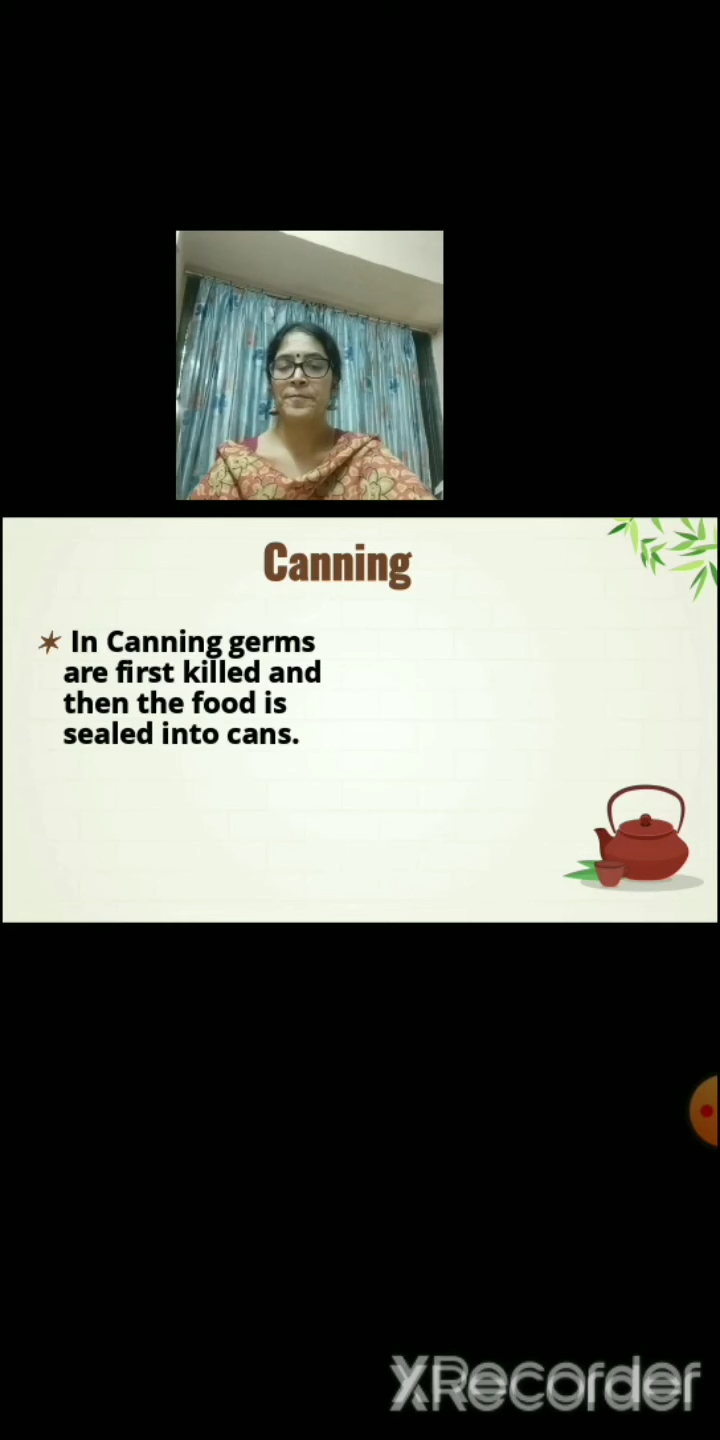 Canning
✶ In Canning germs
are first killed and
then the food is
sealed into cans.
XRecorder